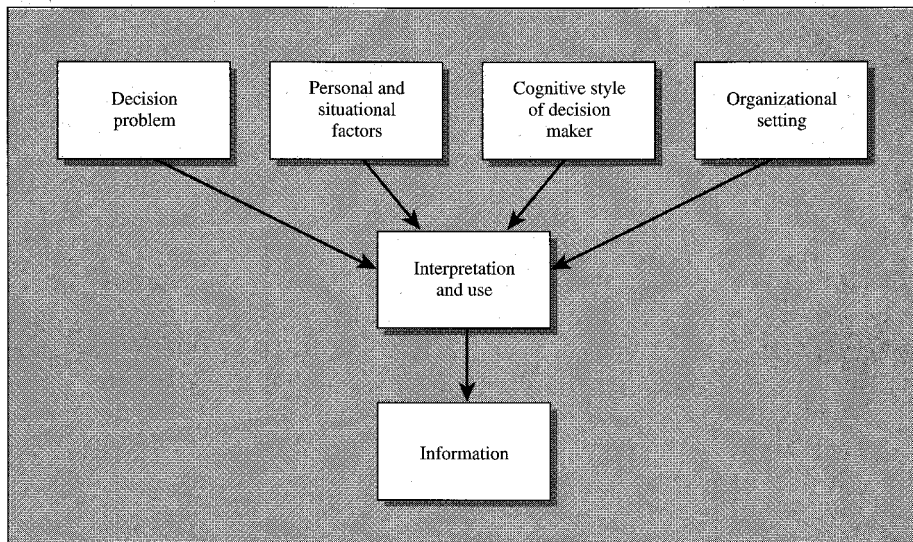 Decision
problem
Personal and
situational
factors
Cognitive style
of decision
maker
Organizational
setting
Interpretation
and use
Information